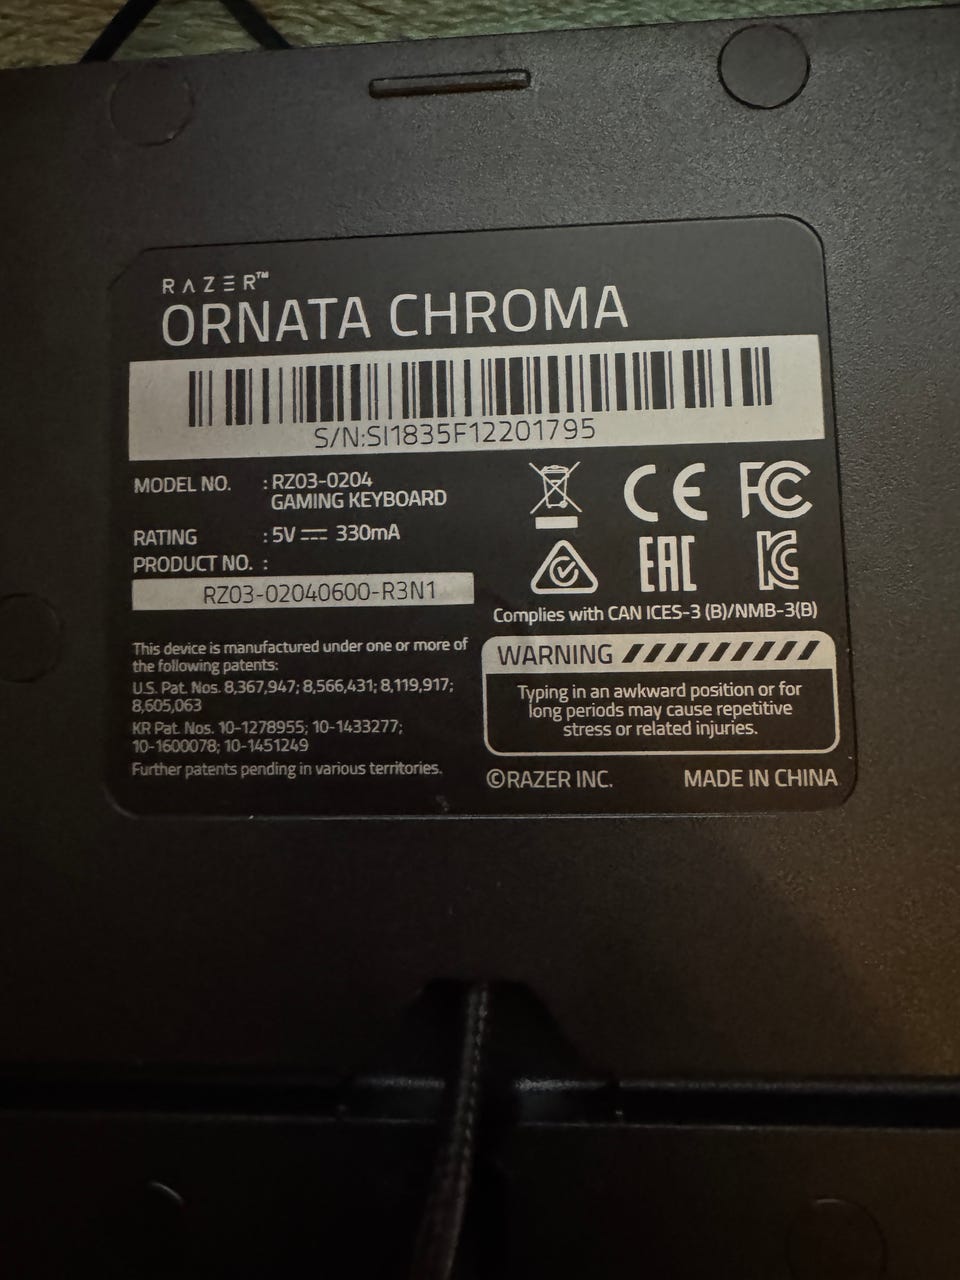 RAZER™
ORNATA CHROMA
S/N:SI1835F12201795
MODEL NO. : RZ03-0204
GAMING KEYBOARD
RATING : 5V ⎓ 330mA
PRODUCT NO. :
RZ03-02040600-R3N1
This device is manufactured under one or more of
the following patents:
U.S. Pat. Nos. 8,367,947; 8,566,431; 8,119,917;
8,605,063
KR Pat. Nos. 10-1278955; 10-1433277;
10-1600078; 10-1451249
Further patents pending in various territories.
CE FC
EAC KC
Complies with CAN ICES-3 (B)/NMB-3(B)
WARNING
Typing in an awkward position or for
long periods may cause repetitive
stress or related injuries.
©RAZER INC. MADE IN CHINA